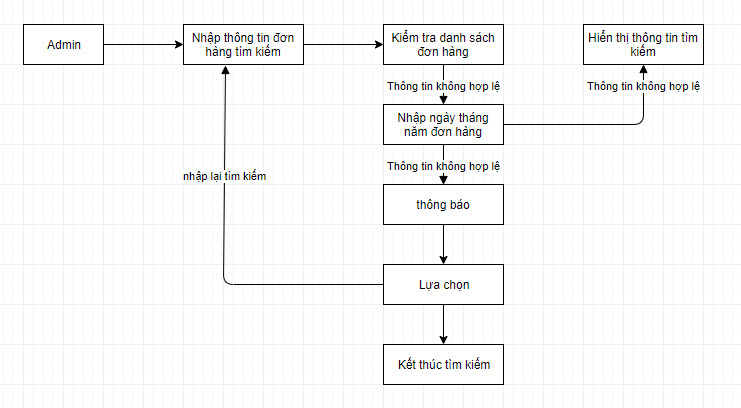 Admin
Nhập thông tin đơn
hàng tìm kiếm
Kiểm tra danh sách
đơn hàng
Hiển thị thông tin tìm
kiếm
Thông tin không hợp lệ
Thông tin không hợp lệ
Nhập ngày tháng
năm đơn hàng
Thông tin không hợp lệ
nhập lại tìm kiếm
thông báo
Lựa chọn
Kết thúc tìm kiếm